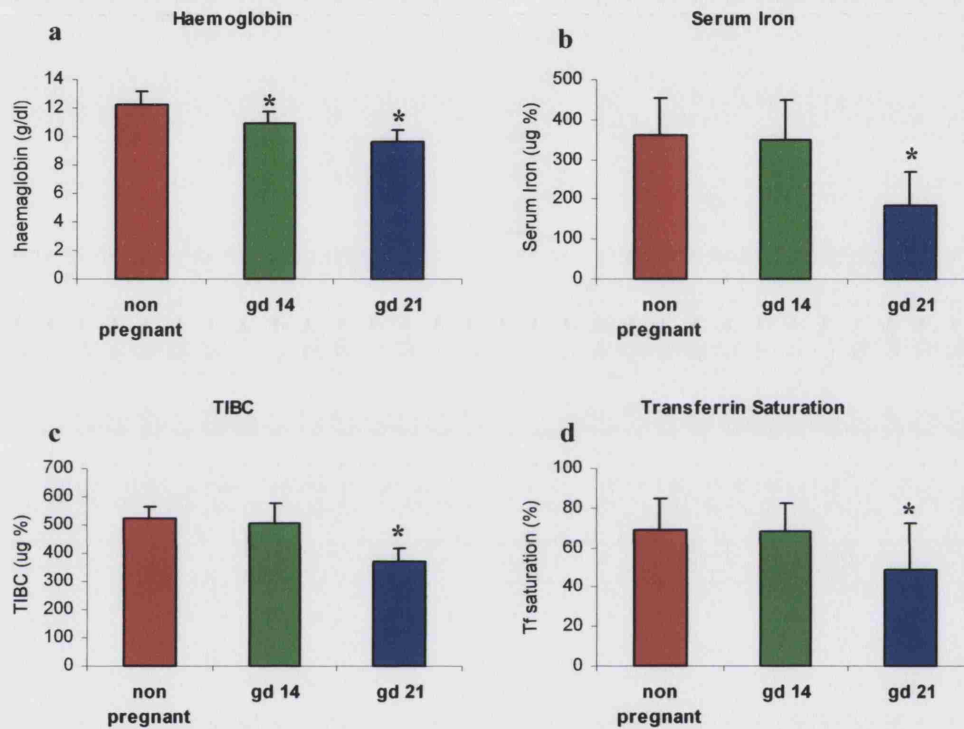 Haemoglobin
a
haemaglobin (g/dl)
14
12
10
8
6
4
2
0
*
*
non
pregnant
gd 14
gd 21
Serum Iron
b
Serum Iron (ug %)
500
400
300
200
100
0
*
non
pregnant
gd 14
gd 21
TIBC
c
TIBC (ug %)
700
600
500
400
300
200
100
0
*
non
pregnant
gd 14
gd 21
Transferrin Saturation
d
Tf saturation (%)
100
80
60
40
20
0
*
non
pregnant
gd 14
gd 21